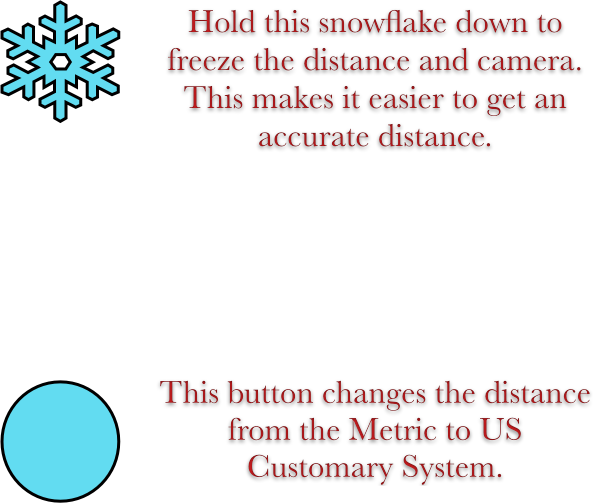 Hold this snowflake down to
freeze the distance and camera.
This makes it easier to get an
accurate distance.
This button changes the distance
from the Metric to US
Customary System.